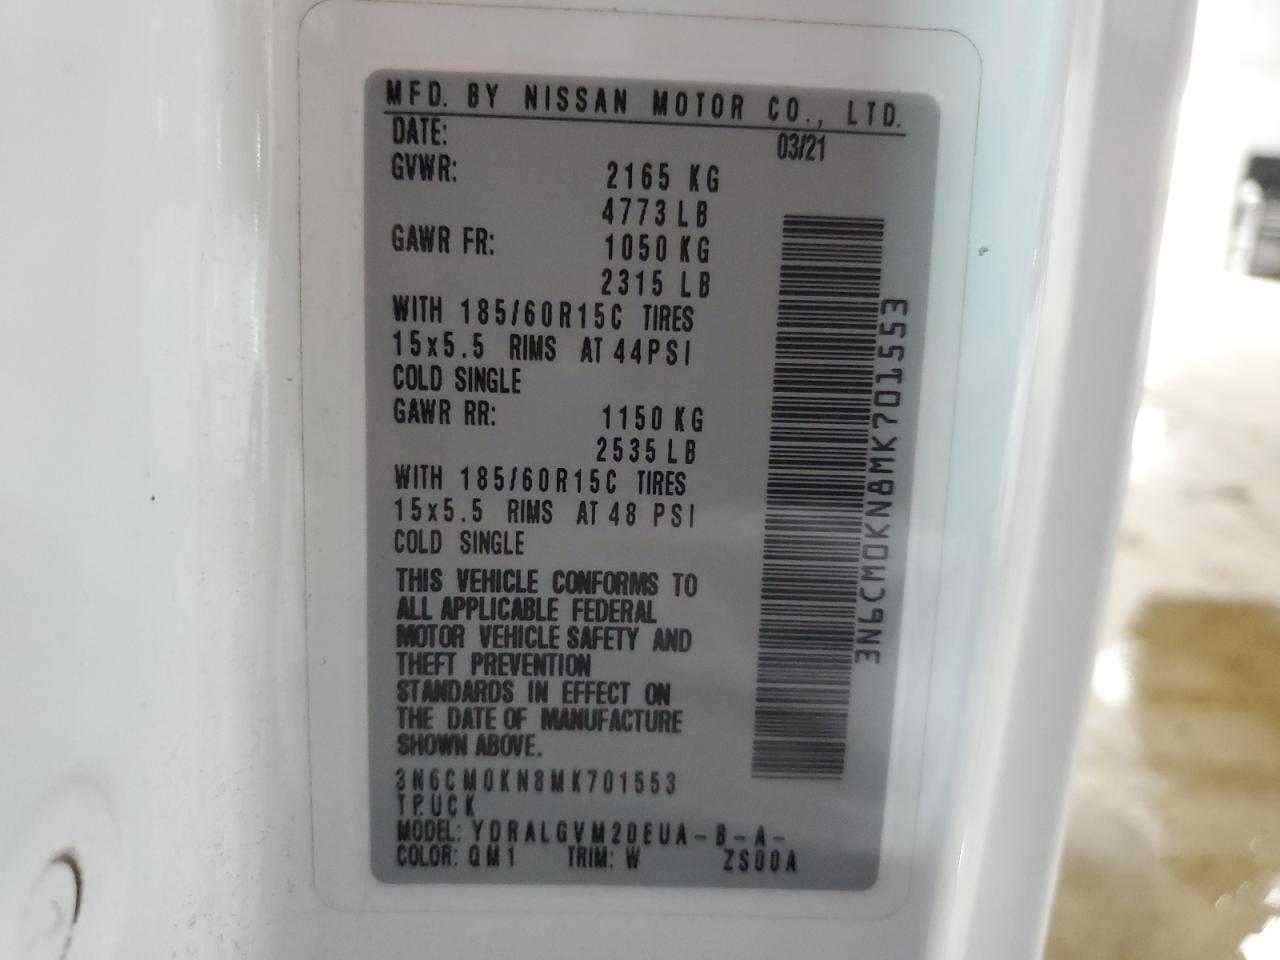 MFD. BY NISSAN MOTOR CO., LTD.
DATE: 03/21
GVWR: 2165 KG
4773 LB
GAWR FR: 1050 KG
2315 LB
WITH 185/60R15C TIRES
15x5.5 RIMS AT 44PSI
COLD SINGLE
GAWR RR: 1150 KG
2535 LB
WITH 185/60R15C TIRES
15x5.5 RIMS AT 48 PSI
COLD SINGLE
THIS VEHICLE CONFORMS TO
ALL APPLICABLE FEDERAL
MOTOR VEHICLE SAFETY AND
THEFT PREVENTION
STANDARDS IN EFFECT ON
THE DATE OF MANUFACTURE
SHOWN ABOVE.
3N6CM0KN8MK701553
TRUCK
MODEL: YDRALGVM20EUA-B-A-
COLOR: QM1 TRIM: W ZS00A
3N6CM0KN8MK701553